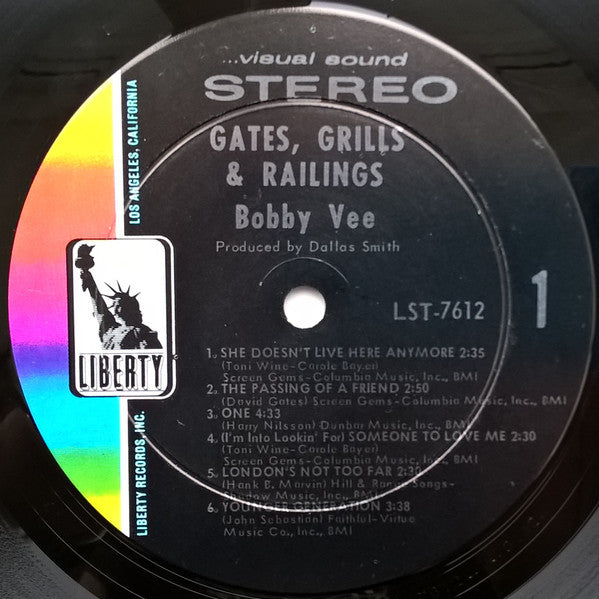 ...visual sound
STEREO
GATES, GRILLS
& RAILINGS
Bobby Vee
Produced by Dallas Smith
LST-7612
1
1. SHE DOESN'T LIVE HERE ANYMORE 2:35
(Toni Wine-Carole Bayer)
Screen Gems-Columbia Music, Inc., BMI
2. THE PASSING OF A FRIEND 2:50
(David Gates) Screen Gems-Columbia Music, Inc., BMI
3. ONE 4:33
(Harry Nilsson) Dunbar Music, Inc., BMI
4. (I'm Into Lookin' For) SOMEONE TO LOVE ME 2:30
(Toni Wine-Carole Bayer)
Screen Gems-Columbia Music, Inc., BMI
5. LONDON'S NOT TOO FAR 2:30
(Hank B. Marvin) Hill & Range Songs-
Shadow Music, Inc., BMI
6. YOUNGER GENERATION 3:38
(John Sebastian) Faithful-Virtue
Music Co., Inc., BMI
LIBERTY
LIBERTY RECORDS, INC.
LOS ANGELES, CALIFORNIA